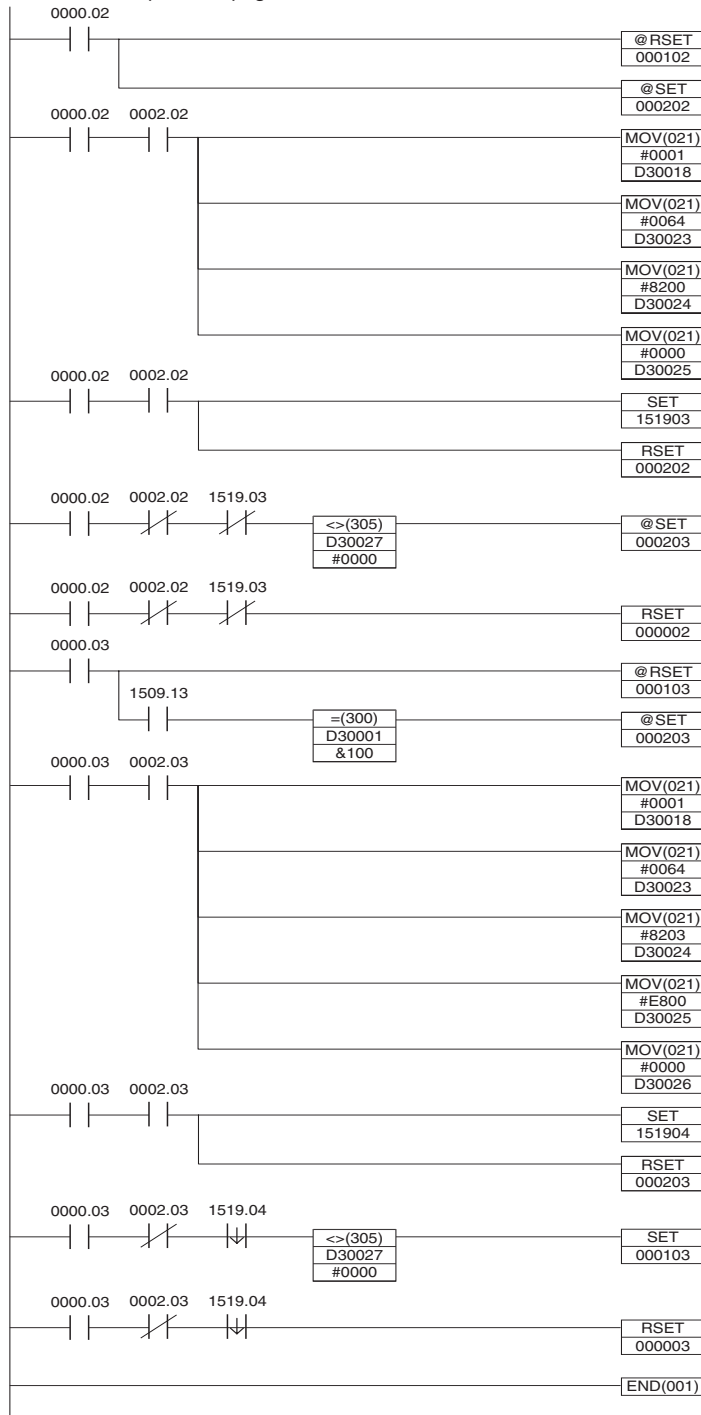 0000.02
@RSET
000102
@SET
000202
0000.02 0002.02
MOV(021)
#0001
D30018
MOV(021)
#0064
D30023
MOV(021)
#8200
D30024
MOV(021)
#0000
D30025
0000.02 0002.02
SET
151903
RSET
000202
0000.02 0002.02 1519.03
<>(305)
D30027
#0000
@SET
000203
0000.02 0002.02 1519.03
RSET
000002
0000.03
@RSET
000103
1509.13
=(300)
D30001
&100
@SET
000203
0000.03 0002.03
MOV(021)
#0001
D30018
MOV(021)
#0064
D30023
MOV(021)
#8203
D30024
MOV(021)
#E800
D30025
MOV(021)
#0000
D30026
0000.03 0002.03
SET
151904
RSET
000203
0000.03 0002.03 1519.04
<>(305)
D30027
#0000
SET
000103
0000.03 0002.03 1519.04
RSET
000003
END(001)